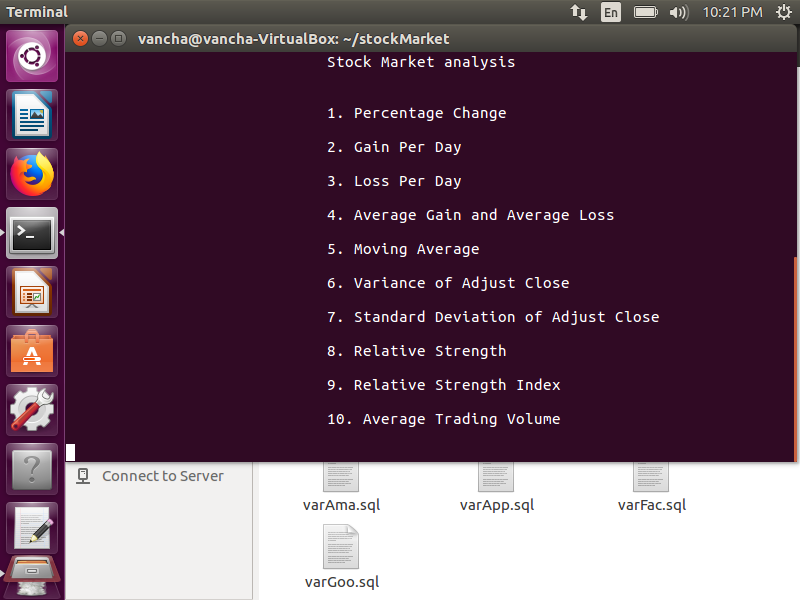 Terminal
En
10:21 PM
vancha@vancha-VirtualBox: ~/stockMarket
Stock Market analysis
1. Percentage Change
2. Gain Per Day
3. Loss Per Day
4. Average Gain and Average Loss
5. Moving Average
6. Variance of Adjust Close
7. Standard Deviation of Adjust Close
8. Relative Strength
9. Relative Strength Index
10. Average Trading Volume
Connect to Server
varAma.sql
varApp.sql
varFac.sql
varGoo.sql